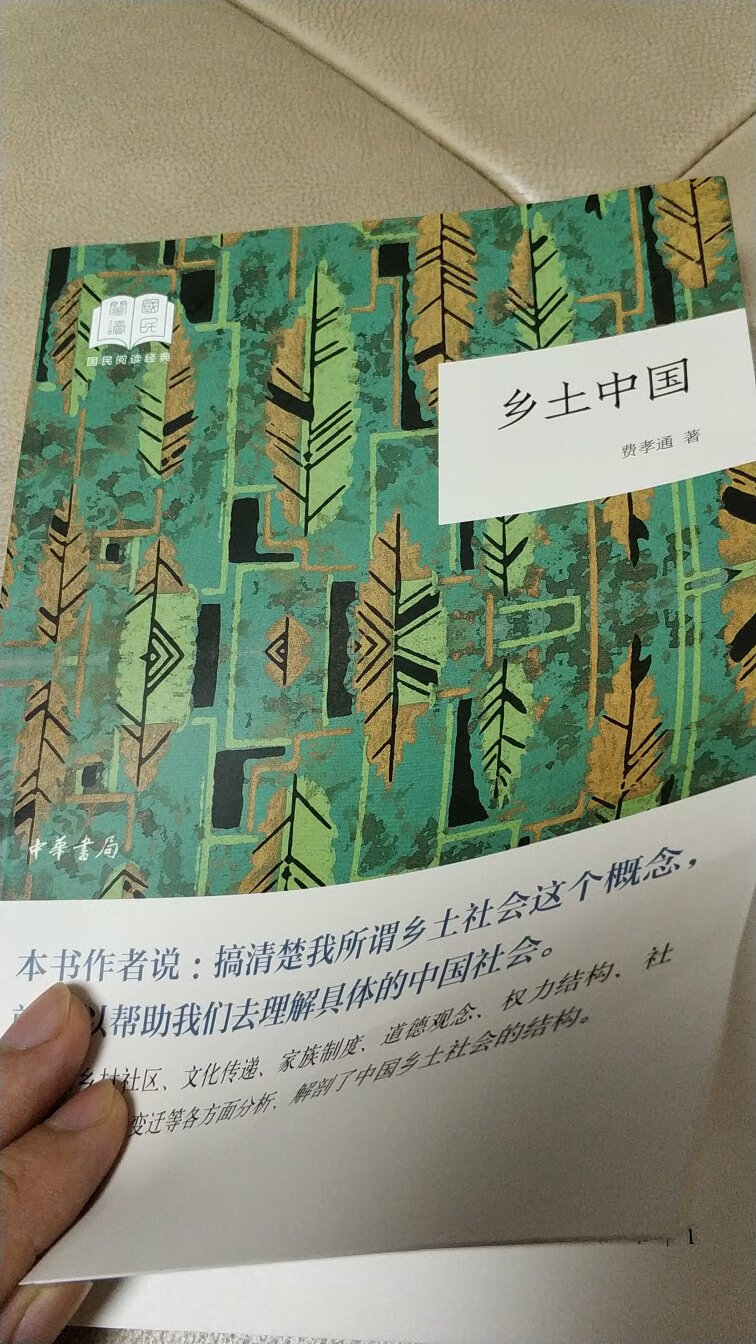 國民
閱讀
国民阅读经典
乡土中国
费孝通 著
中華書局
本书作者说：搞清楚我所谓乡土社会这个概念，
以帮助我们去理解具体的中国社会。
乡村社区、文化传递、家族制度、道德观念、权力结构、社
变迁等各方面分析、解剖了中国乡土社会的结构。
1